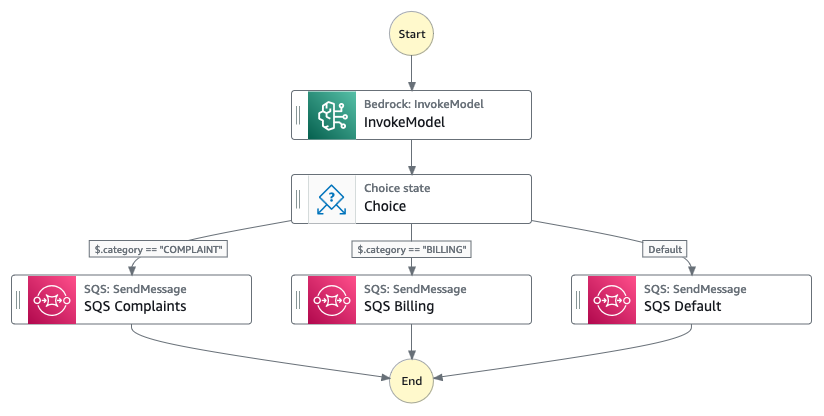 Start
Bedrock: InvokeModel
InvokeModel
Choice state
Choice
$.category == "COMPLAINT"
$.category == "BILLING"
Default
SQS: SendMessage
SQS Complaints
SQS: SendMessage
SQS Billing
SQS: SendMessage
SQS Default
End